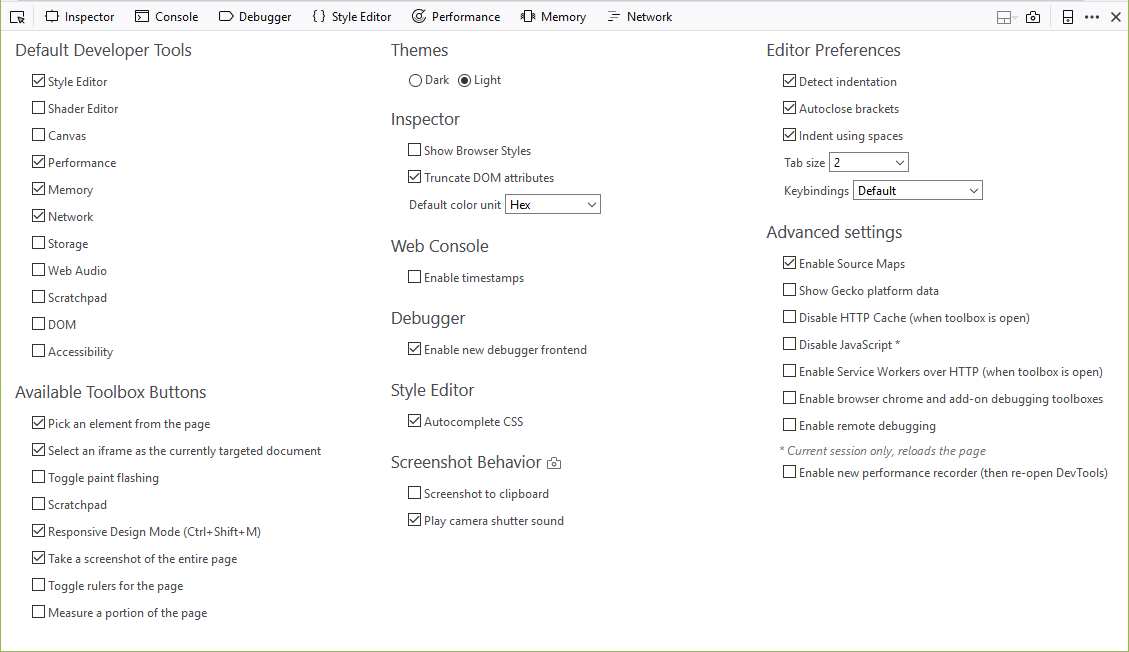 Inspector Console Debugger Style Editor Performance Memory Network
Default Developer Tools
Style Editor
Shader Editor
Canvas
Performance
Memory
Network
Storage
Web Audio
Scratchpad
DOM
Accessibility
Available Toolbox Buttons
Pick an element from the page
Select an iframe as the currently targeted document
Toggle paint flashing
Scratchpad
Responsive Design Mode (Ctrl+Shift+M)
Take a screenshot of the entire page
Toggle rulers for the page
Measure a portion of the page
Themes
Dark Light
Inspector
Show Browser Styles
Truncate DOM attributes
Default color unit Hex
Web Console
Enable timestamps
Debugger
Enable new debugger frontend
Style Editor
Autocomplete CSS
Screenshot Behavior
Screenshot to clipboard
Play camera shutter sound
Editor Preferences
Detect indentation
Autoclose brackets
Indent using spaces
Tab size 2
Keybindings Default
Advanced settings
Enable Source Maps
Show Gecko platform data
Disable HTTP Cache (when toolbox is open)
Disable JavaScript *
Enable Service Workers over HTTP (when toolbox is open)
Enable browser chrome and add-on debugging toolboxes
Enable remote debugging
* Current session only, reloads the page
Enable new performance recorder (then re-open DevTools)